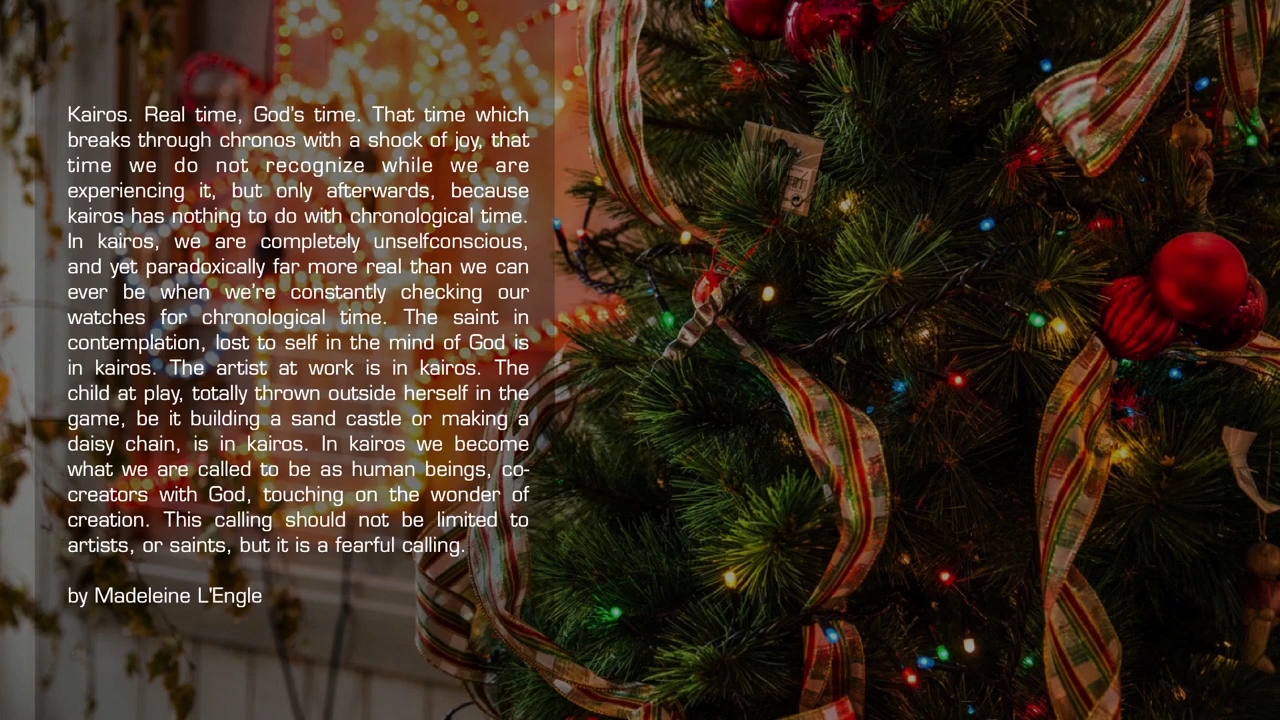 Kairos. Real time, God's time. That time which
breaks through chronos with a shock of joy, that
time we do not recognize while we are
experiencing it, but only afterwards, because
kairos has nothing to do with chronological time.
In kairos, we are completely unselfconscious,
and yet paradoxically far more real than we can
ever be when we're constantly checking our
watches for chronological time. The saint in
contemplation, lost to self in the mind of God is
in kairos. The artist at work is in kairos. The
child at play, totally thrown outside herself in the
game, be it building a sand castle or making a
daisy chain, is in kairos. In kairos we become
what we are called to be as human beings, co-
creators with God, touching on the wonder of
creation. This calling should not be limited to
artists, or saints, but it is a fearful calling.
by Madeleine L'Engle